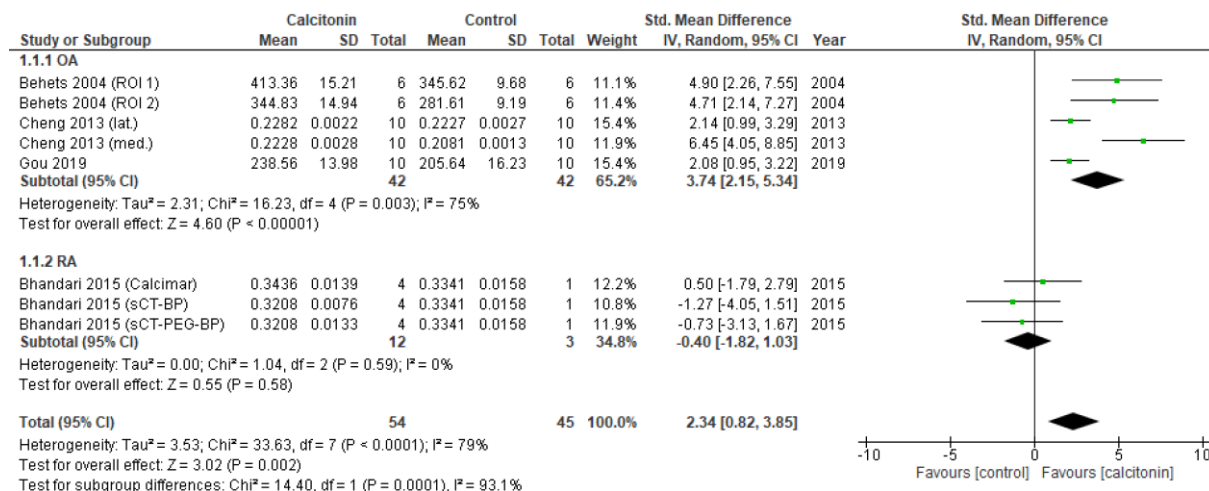 Calcitonin Control Std. Mean Difference Std. Mean Difference
Study or Subgroup Mean SD Total Mean SD Total Weight IV, Random, 95% CI Year IV, Random, 95% CI
1.1.1 OA
Behets 2004 (ROI 1) 413.36 15.21 6 345.62 9.68 6 11.1% 4.90 [2.26, 7.55] 2004
Behets 2004 (ROI 2) 344.83 14.94 6 281.61 9.19 6 11.4% 4.71 [2.14, 7.27] 2004
Cheng 2013 (lat.) 0.2282 0.0022 10 0.2227 0.0027 10 15.4% 2.14 [0.99, 3.29] 2013
Cheng 2013 (med.) 0.2228 0.0028 10 0.2081 0.0013 10 11.9% 6.45 [4.05, 8.85] 2013
Gou 2019 238.56 13.98 10 205.64 16.23 10 15.4% 2.08 [0.95, 3.22] 2019
Subtotal (95% CI) 42 42 65.2% 3.74 [2.15, 5.34]
Heterogeneity: Tau² = 2.31; Chi² = 16.23, df = 4 (P = 0.003); I² = 75%
Test for overall effect: Z = 4.60 (P < 0.00001)
1.1.2 RA
Bhandari 2015 (Calcimar) 0.3436 0.0139 4 0.3341 0.0158 1 12.2% 0.50 [-1.79, 2.79] 2015
Bhandari 2015 (sCT-BP) 0.3208 0.0076 4 0.3341 0.0158 1 10.8% -1.27 [-4.05, 1.51] 2015
Bhandari 2015 (sCT-PEG-BP) 0.3208 0.0133 4 0.3341 0.0158 1 11.9% -0.73 [-3.13, 1.67] 2015
Subtotal (95% CI) 12 3 34.8% -0.40 [-1.82, 1.03]
Heterogeneity: Tau² = 0.00; Chi² = 1.04, df = 2 (P = 0.59); I² = 0%
Test for overall effect: Z = 0.55 (P = 0.58)
Total (95% CI) 54 45 100.0% 2.34 [0.82, 3.85]
Heterogeneity: Tau² = 3.53; Chi² = 33.63, df = 7 (P < 0.0001); I² = 79%
Test for overall effect: Z = 3.02 (P = 0.002)
Test for subgroup differences: Chi² = 14.40, df = 1 (P = 0.0001), I² = 93.1%
-10 -5 0 5 10
Favours [control] Favours [calcitonin]